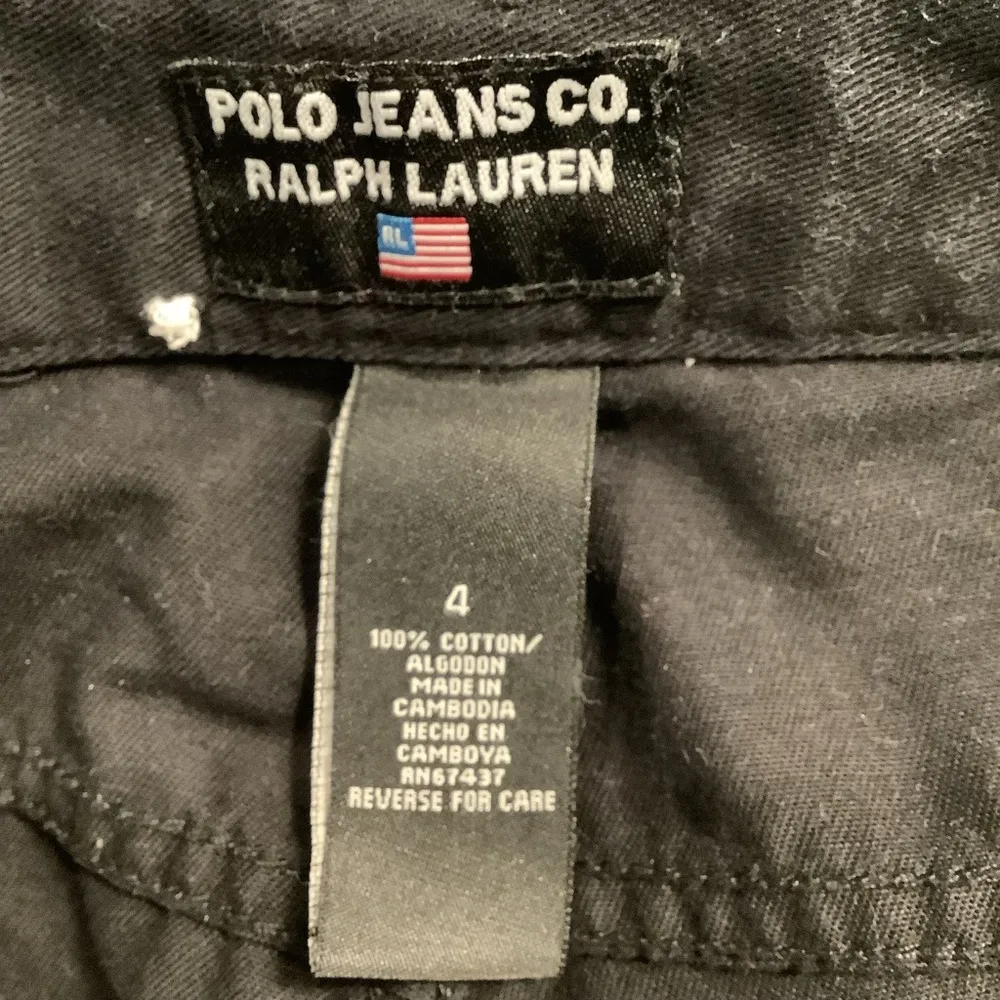 POLO JEANS CO.
RALPH LAUREN
RL
4
100% COTTON/
ALGODON
MADE IN
CAMBODIA
HECHO EN
CAMBOYA
RN67437
REVERSE FOR CARE